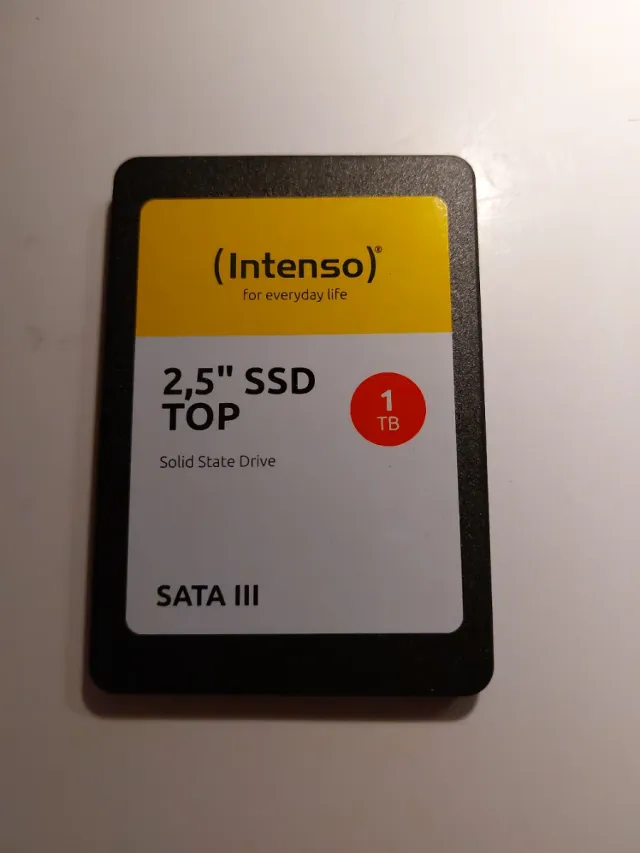 (Intenso)®
for everyday life
2,5" SSD
TOP
1
TB
Solid State Drive
SATA III